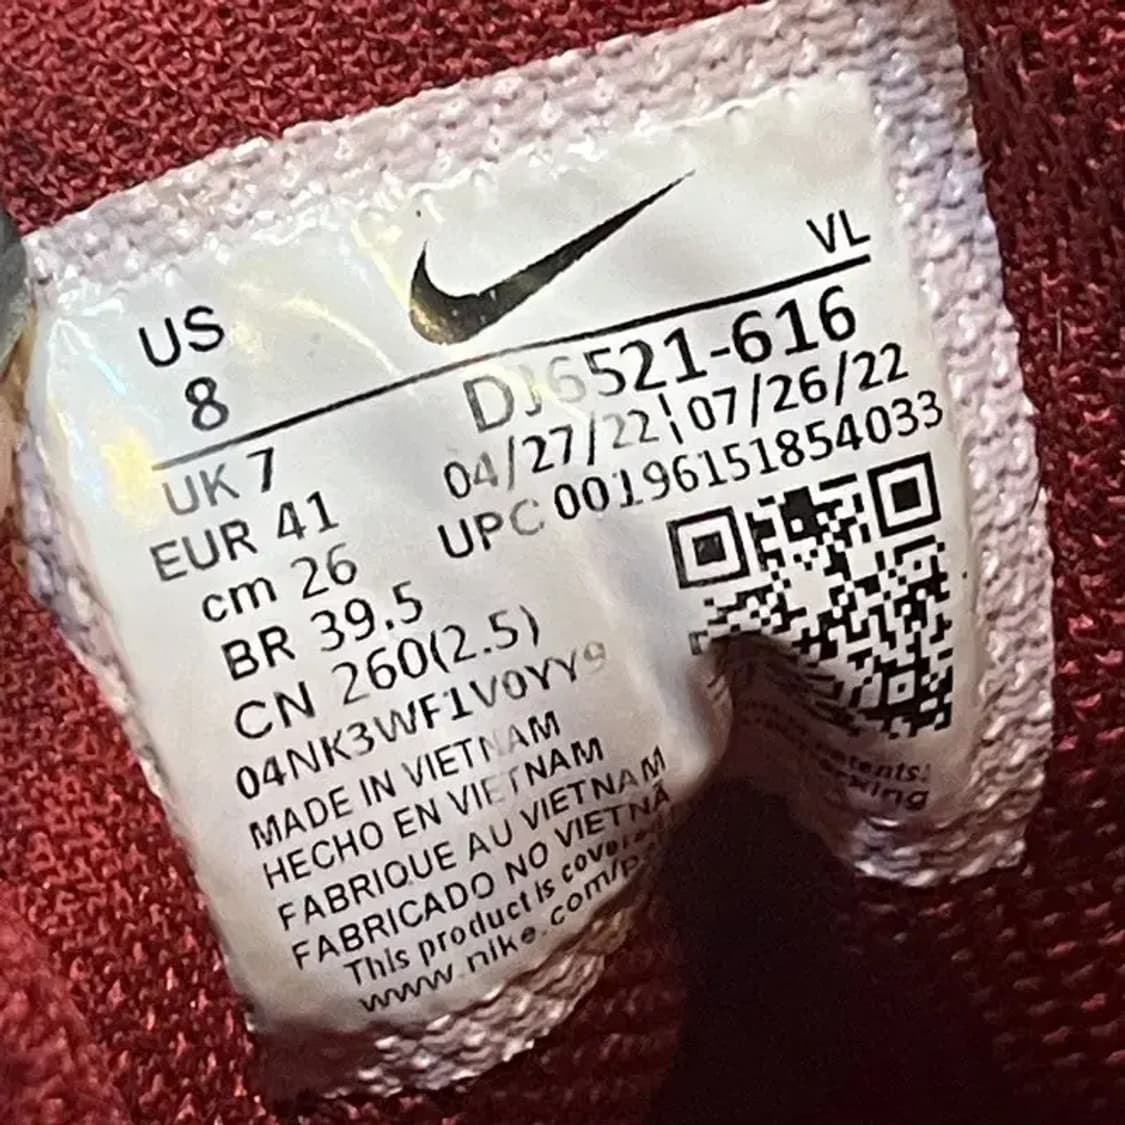 VL
US
8
DJ6521-616
04/27/22 07/26/22
UPC 00196151854033
UK 7
EUR 41
cm 26
BR 39.5
CN 260(2.5)
04NK3WF1V0YY9
MADE IN VIETNAM
HECHO EN VIETNAM
FABRIQUE AU VIETNAM
FABRICADO NO VIETNÃ
This product is covered
www.nike.com/p